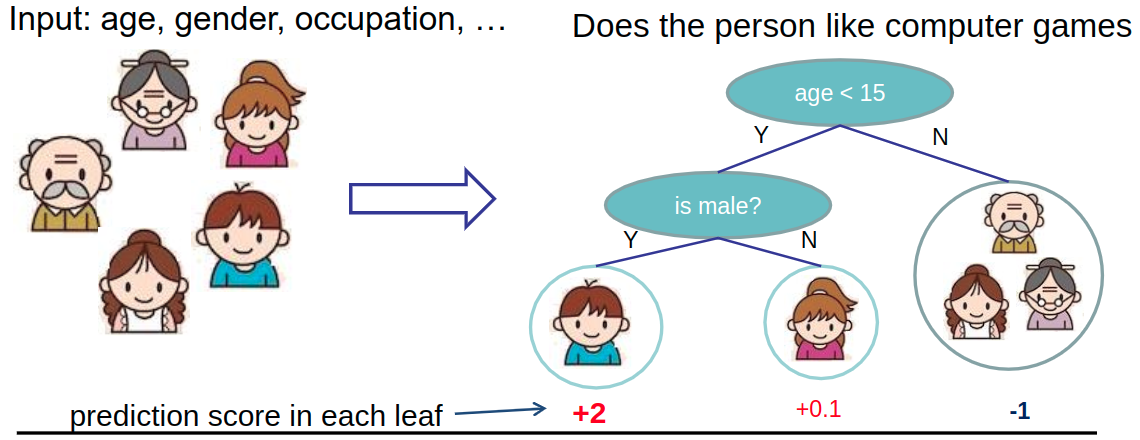 Input: age, gender, occupation, …
Does the person like computer games
age < 15
Y
N
is male?
Y
N
prediction score in each leaf
+2
+0.1
-1